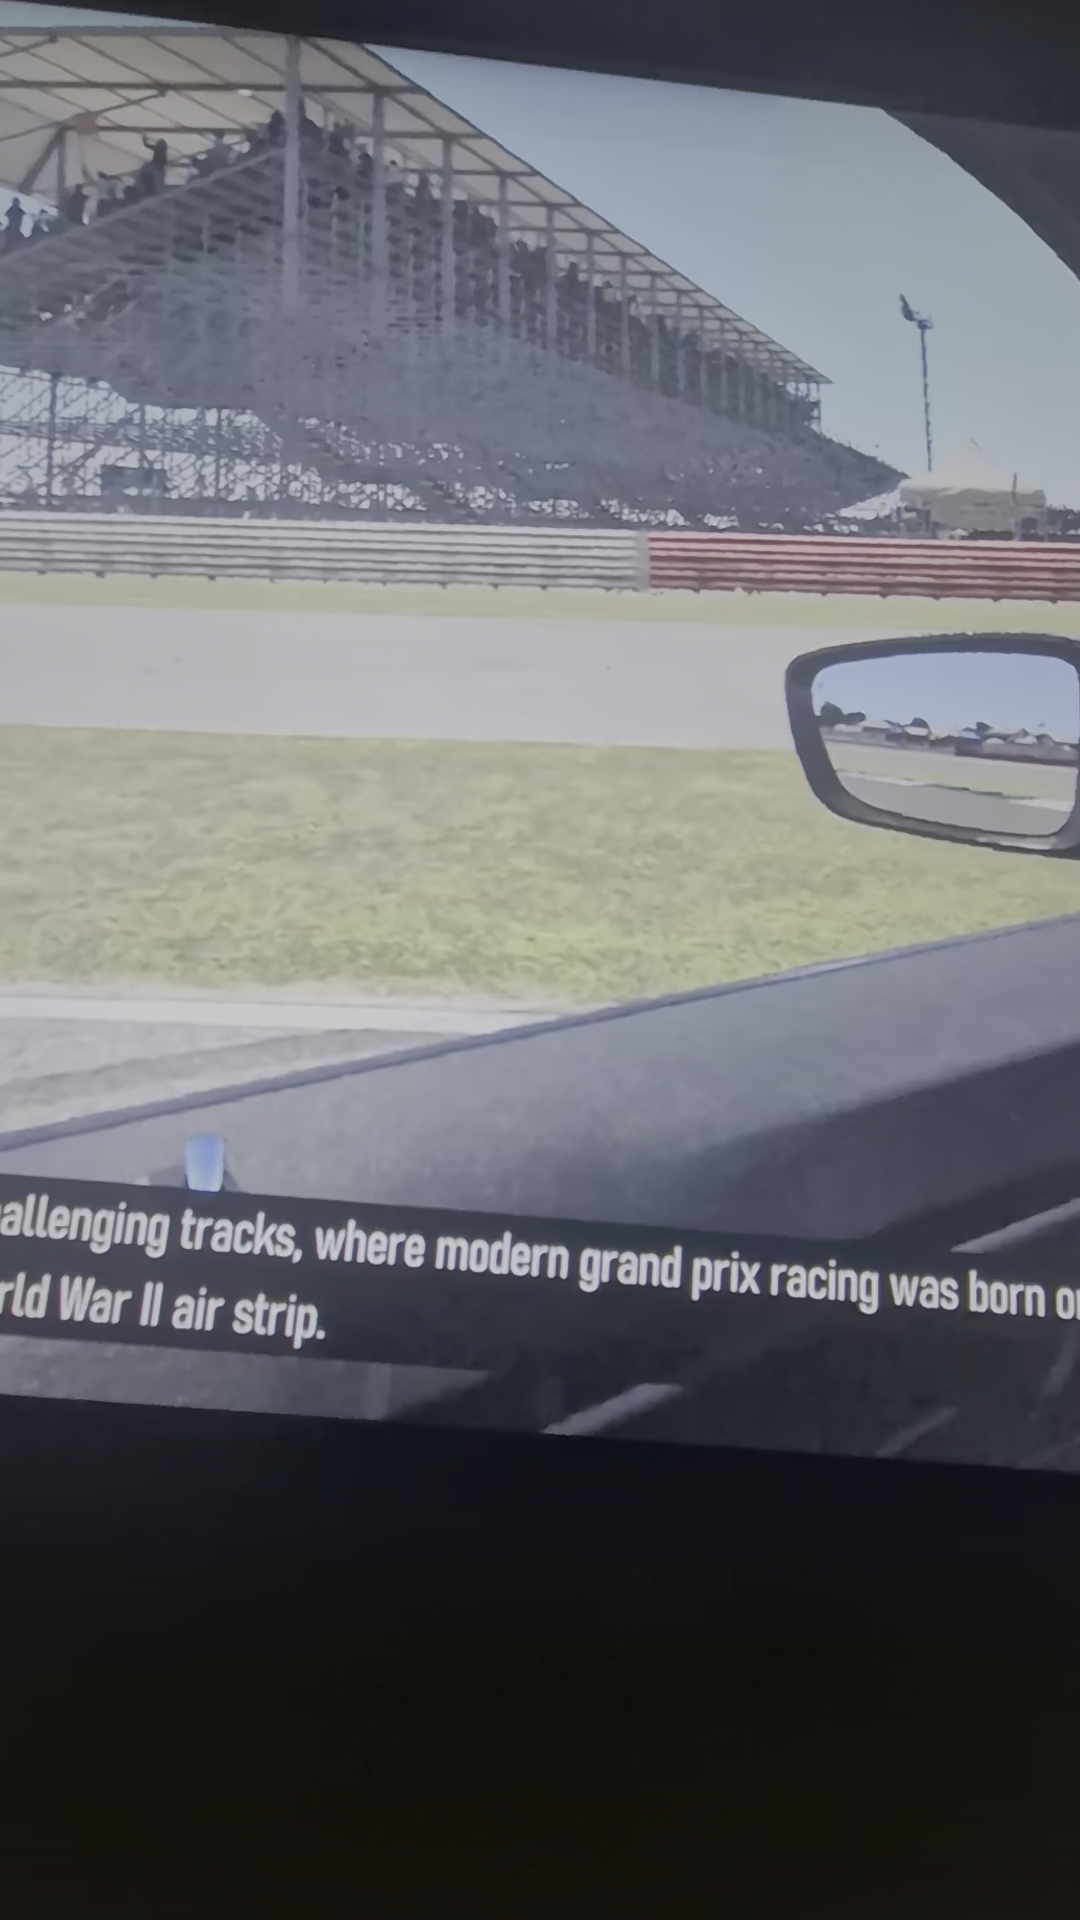 allenging tracks, where modern grand prix racing was born
rld War II air strip.